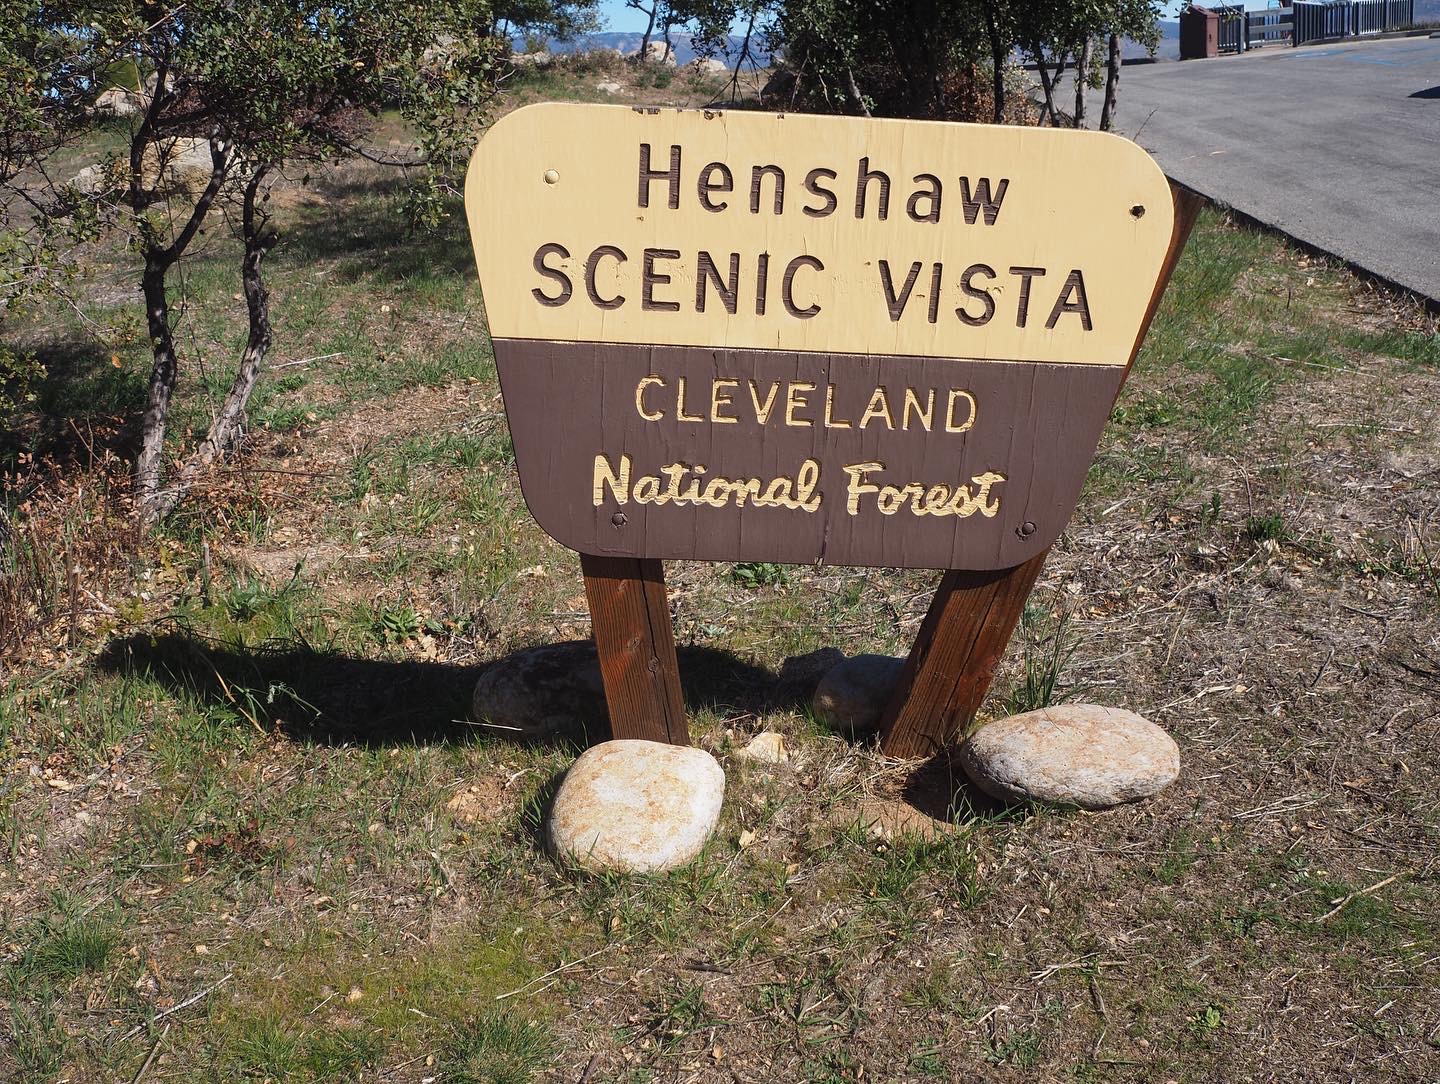 Henshaw
SCENIC VISTA
CLEVELAND
National Forest